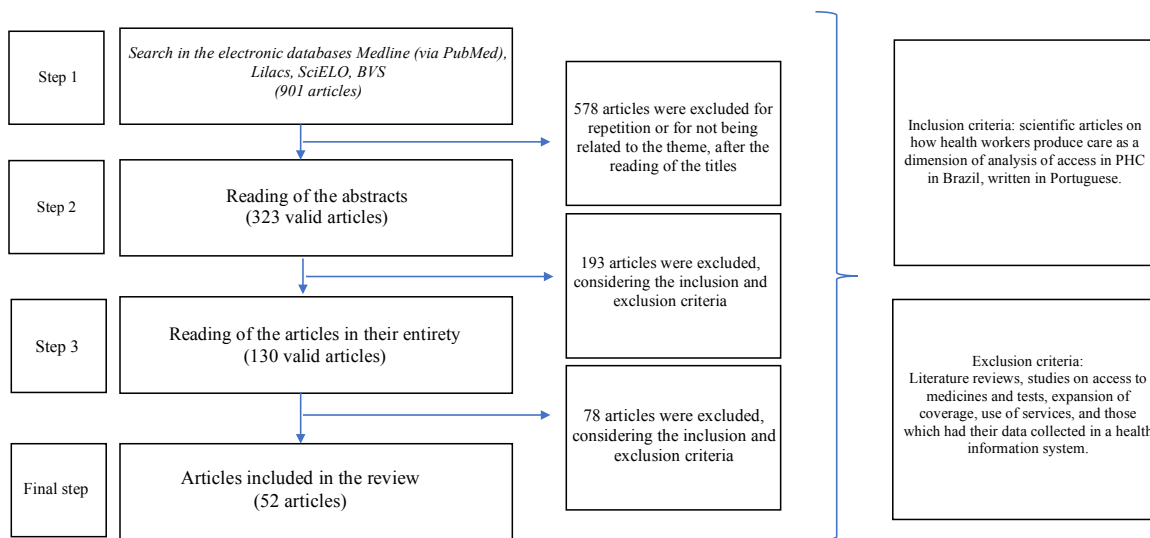 Step 1
Search in the electronic databases Medline (via PubMed),
Lilacs, SciELO, BVS
(901 articles)
578 articles were excluded for
repetition or for not being
related to the theme, after the
reading of the titles
Step 2
Reading of the abstracts
(323 valid articles)
193 articles were excluded,
considering the inclusion and
exclusion criteria
Step 3
Reading of the articles in their entirety
(130 valid articles)
78 articles were excluded,
considering the inclusion and
exclusion criteria
Final step
Articles included in the review
(52 articles)
Inclusion criteria: scientific articles on
how health workers produce care as a
dimension of analysis of access in PHC
in Brazil, written in Portuguese.
Exclusion criteria:
Literature reviews, studies on access to
medicines and tests, expansion of
coverage, use of services, and those
which had their data collected in a health
information system.